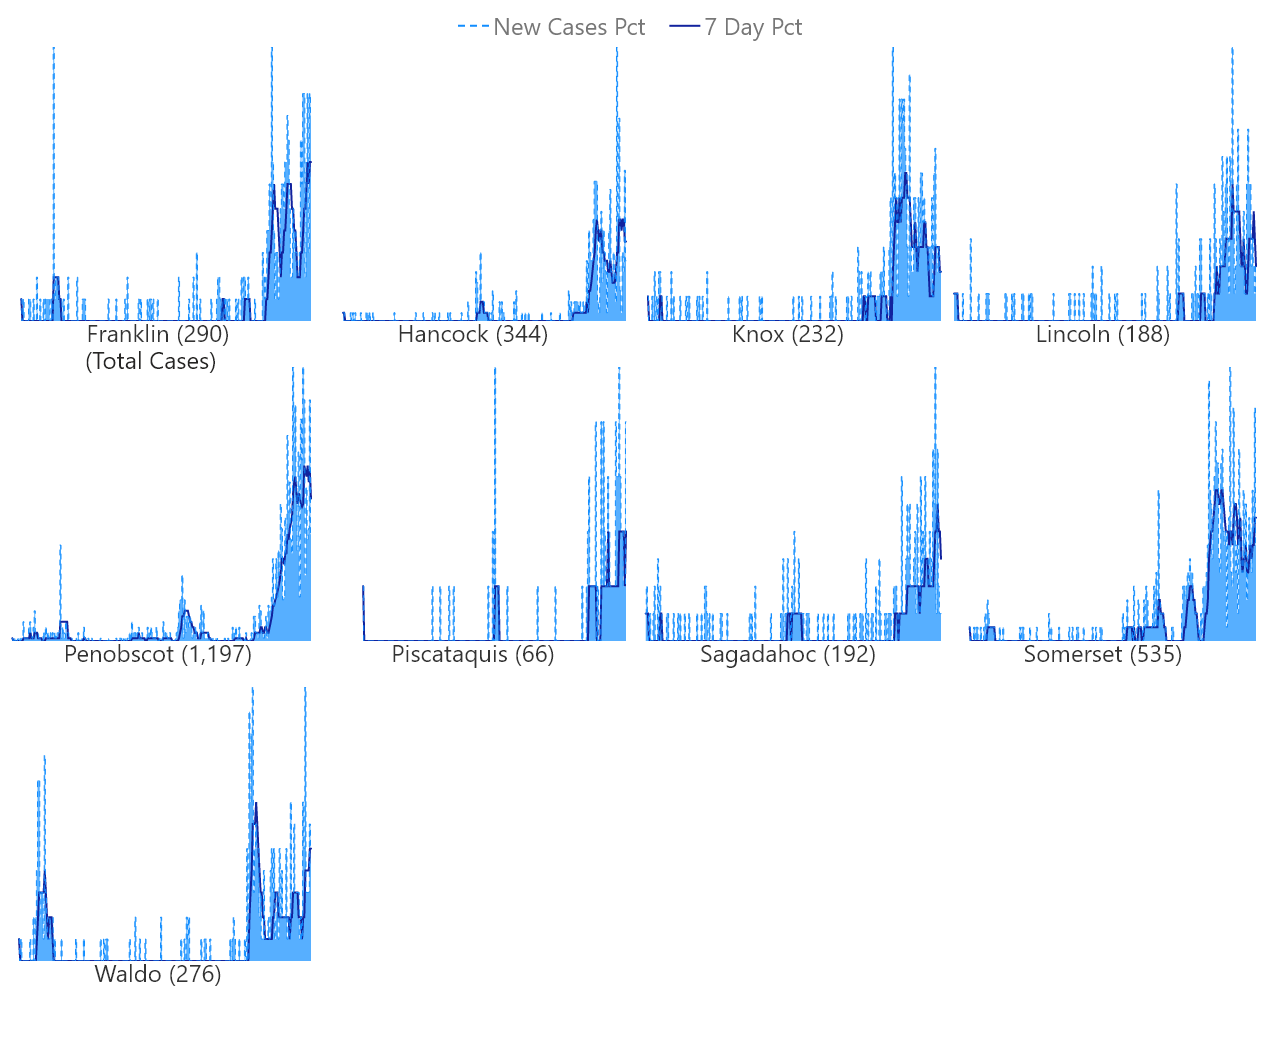 New Cases Pct 7 Day Pct
Franklin (290)
(Total Cases)
Hancock (344)
Knox (232)
Lincoln (188)
Penobscot (1,197)
Piscataquis (66)
Sagadahoc (192)
Somerset (535)
Waldo (276)